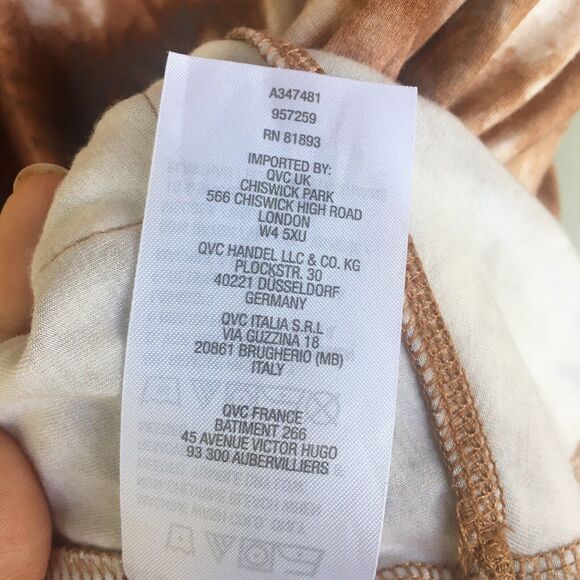 A347481
957259
RN 81893
IMPORTED BY:
QVC UK
CHISWICK PARK
566 CHISWICK HIGH ROAD
LONDON
W4 5XU
QVC HANDEL LLC & CO. KG
PLOCKSTR. 30
40221 DÜSSELDORF
GERMANY
QVC ITALIA S.R.L
VIA GUZZINA 18
20861 BRUGHERIO (MB)
ITALY
QVC FRANCE
BATIMENT 266
45 AVENUE VICTOR HUGO
93 300 AUBERVILLIERS